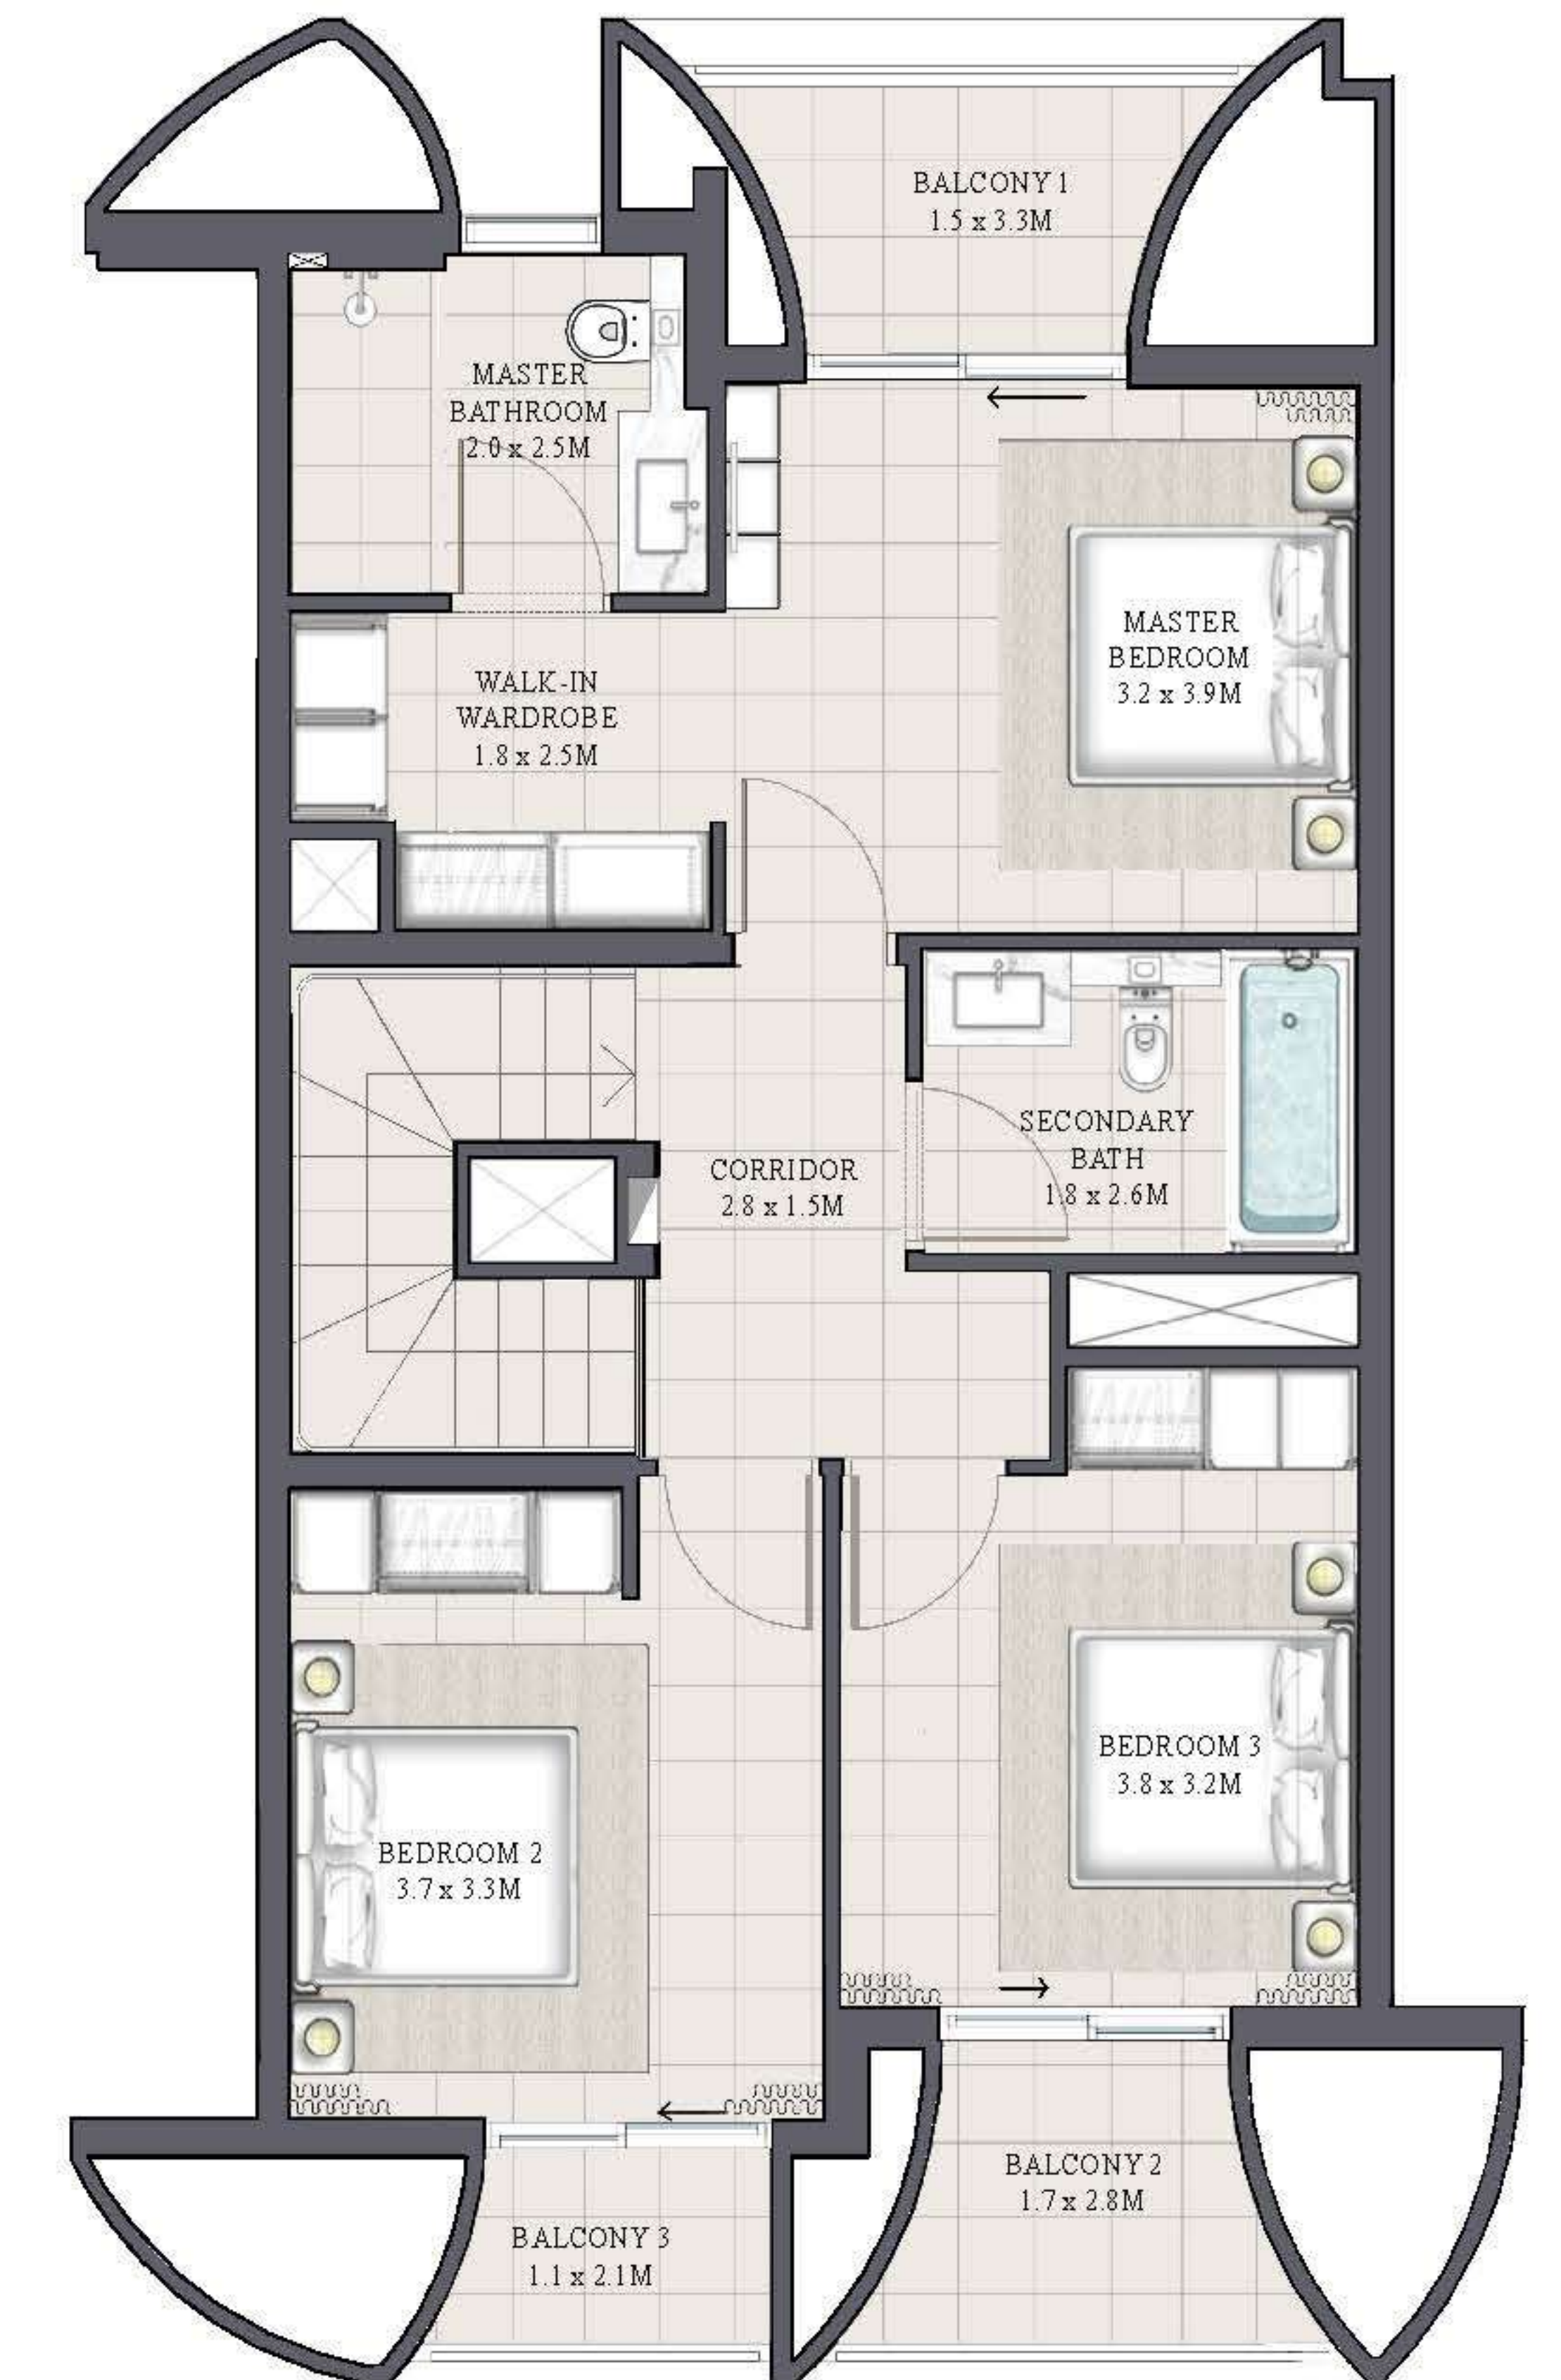 BALCONY 1
1.5 x 3.3M
MASTER
BATHROOM
2.0 x 2.5M
MASTER
BEDROOM
3.2 x 3.9M
WALK-IN
WARDROBE
1.8 x 2.5M
SECONDARY
BATH
1.8 x 2.6M
CORRIDOR
2.8 x 1.5M
BEDROOM 3
3.8 x 3.2M
BEDROOM 2
3.7 x 3.3M
BALCONY 2
1.7 x 2.8M
BALCONY 3
1.1 x 2.1M